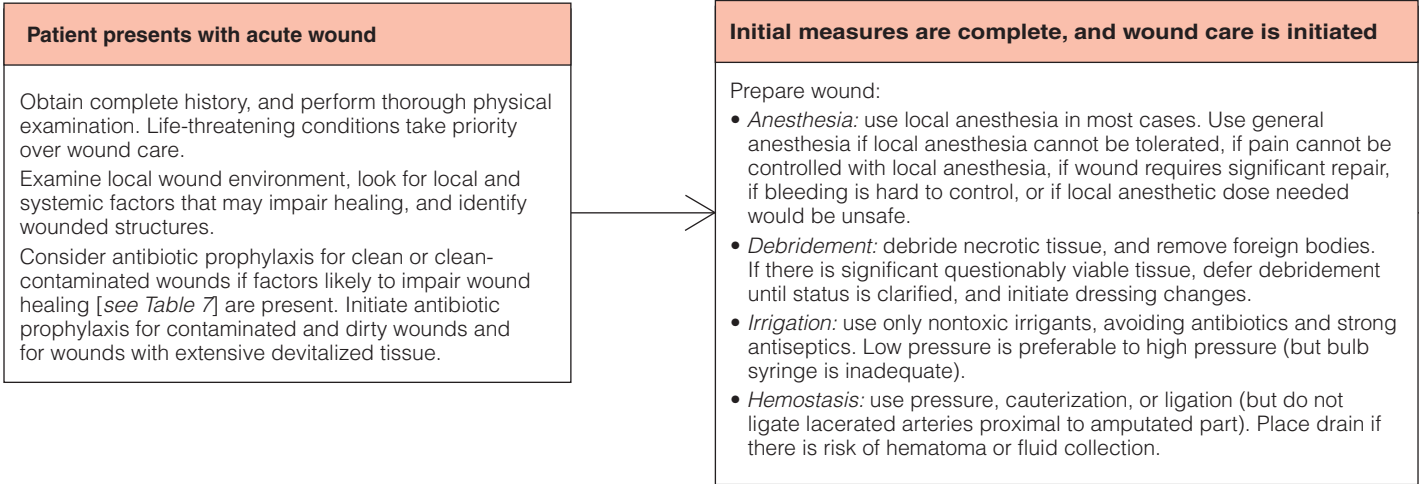 Patient presents with acute wound
Obtain complete history, and perform thorough physical
examination. Life-threatening conditions take priority
over wound care.
Examine local wound environment, look for local and
systemic factors that may impair healing, and identify
wounded structures.
Consider antibiotic prophylaxis for clean or clean-
contaminated wounds if factors likely to impair wound
healing [see Table 7] are present. Initiate antibiotic
prophylaxis for contaminated and dirty wounds and
for wounds with extensive devitalized tissue.
Initial measures are complete, and wound care is initiated
Prepare wound:
• Anesthesia: use local anesthesia in most cases. Use general
anesthesia if local anesthesia cannot be tolerated, if pain cannot be
controlled with local anesthesia, if wound requires significant repair,
if bleeding is hard to control, or if local anesthetic dose needed
would be unsafe.
• Debridement: debride necrotic tissue, and remove foreign bodies.
If there is significant questionably viable tissue, defer debridement
until status is clarified, and initiate dressing changes.
• Irrigation: use only nontoxic irrigants, avoiding antibiotics and strong
antiseptics. Low pressure is preferable to high pressure (but bulb
syringe is inadequate).
• Hemostasis: use pressure, cauterization, or ligation (but do not
ligate lacerated arteries proximal to amputated part). Place drain if
there is risk of hematoma or fluid collection.